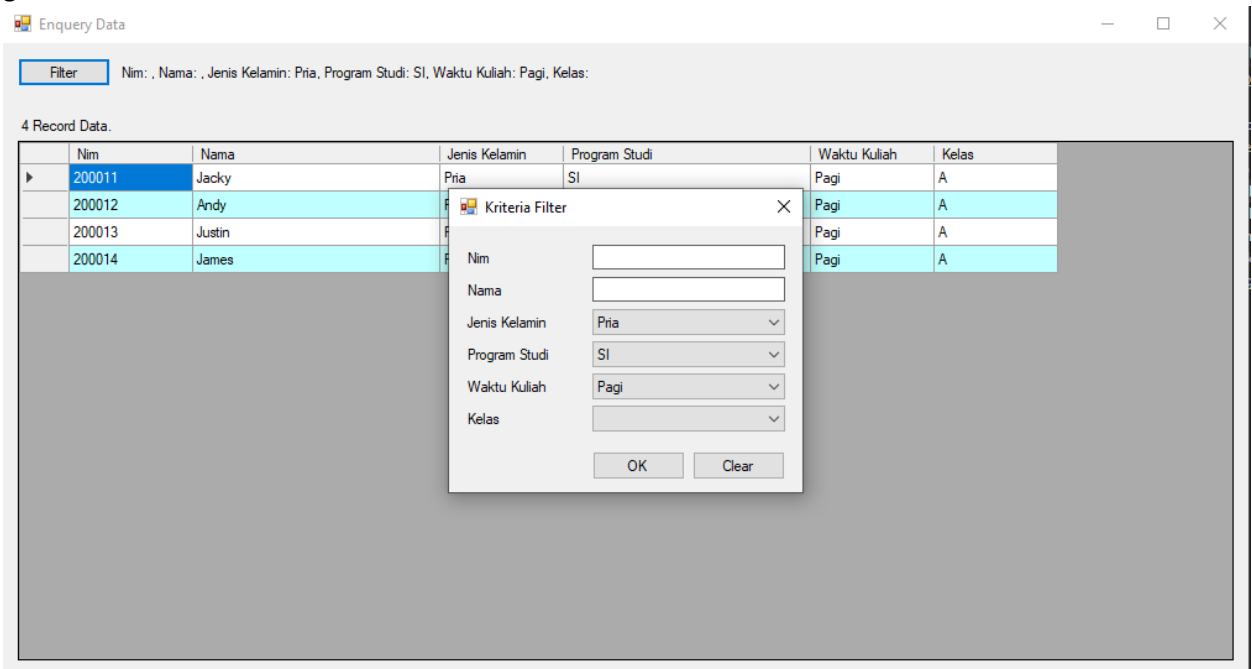 Enquery Data
Filter Nim: , Nama: , Jenis Kelamin: Pria, Program Studi: SI, Waktu Kuliah: Pagi, Kelas:
4 Record Data.
Nim Nama Jenis Kelamin Program Studi Waktu Kuliah Kelas
200011 Jacky Pria SI Pagi A
200012 Andy Pagi A
200013 Justin Pagi A
200014 James Pagi A
Kriteria Filter
Nim
Nama
Jenis Kelamin Pria
Program Studi SI
Waktu Kuliah Pagi
Kelas
OK Clear